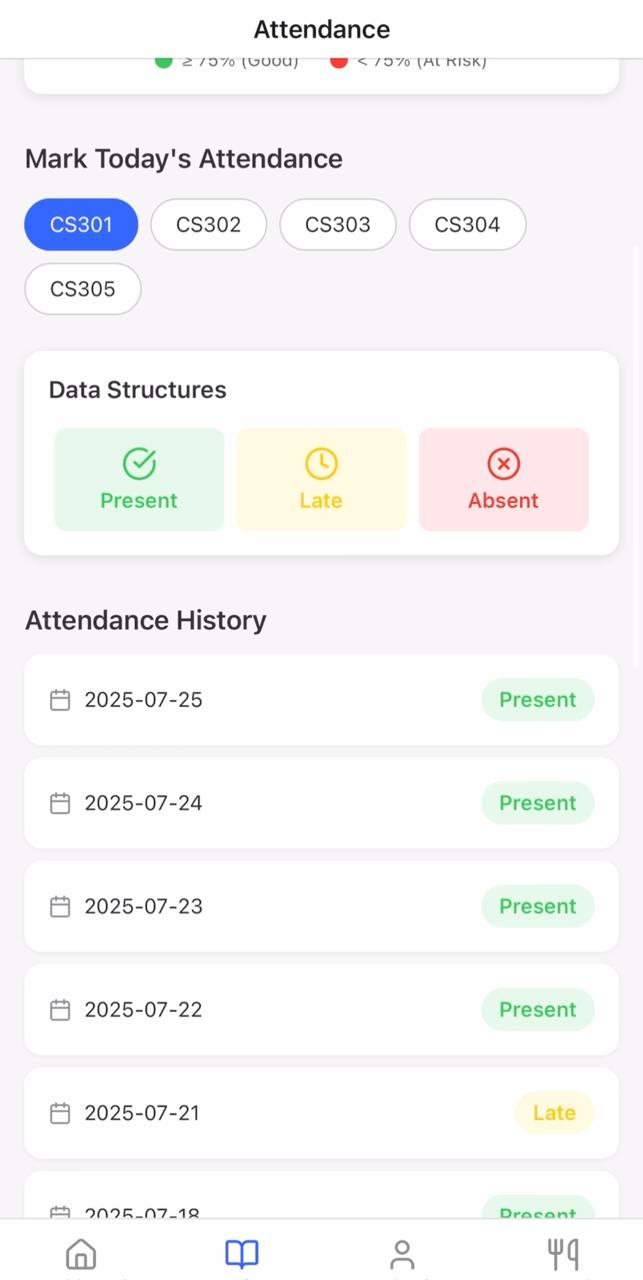 Attendance
≥ 75% (Good) < 75% (At Risk)
Mark Today's Attendance
CS301 CS302 CS303 CS304
CS305
Data Structures
Present Late Absent
Attendance History
2025-07-25 Present
2025-07-24 Present
2025-07-23 Present
2025-07-22 Present
2025-07-21 Late
2025-07-18 Present